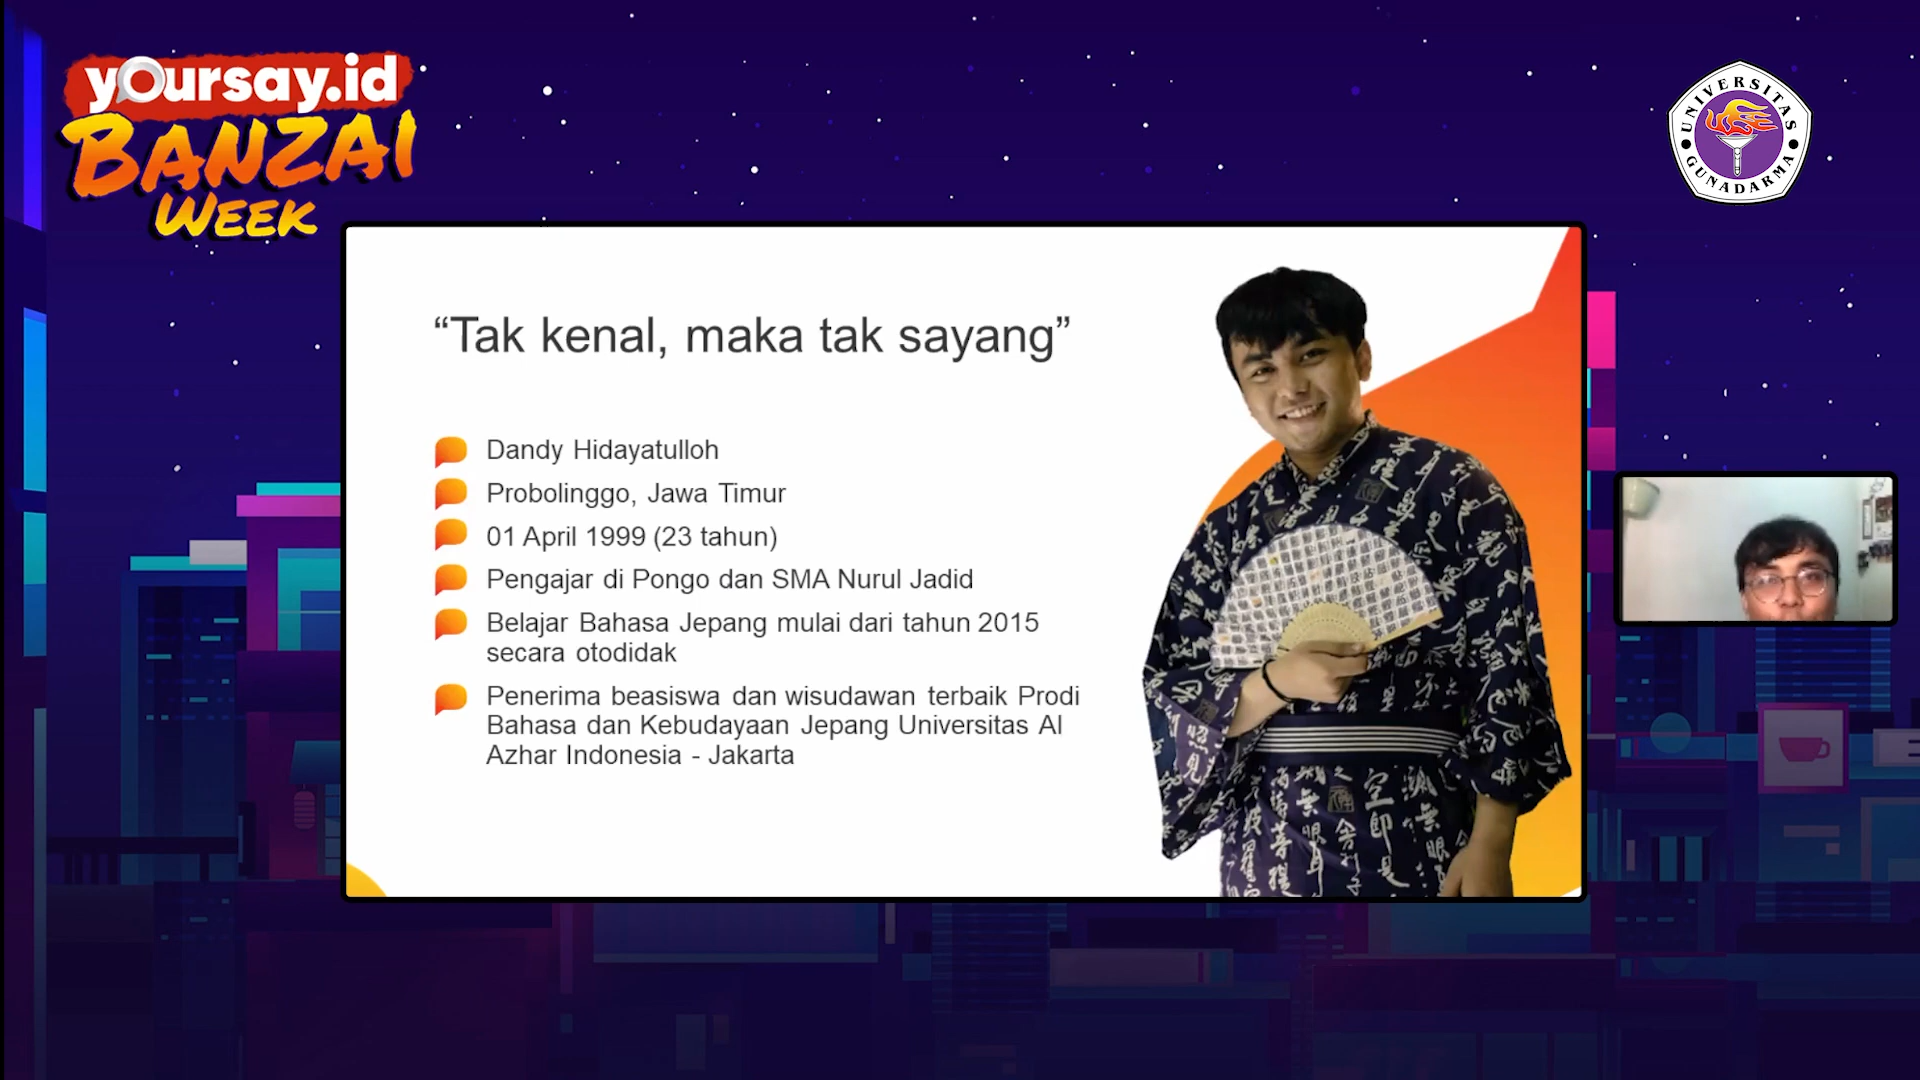 yoursay.id
BANZAI
WEEK
UNIVERSITAS
GUNADARMA
“Tak kenal, maka tak sayang”
Dandy Hidayatulloh
Probolinggo, Jawa Timur
01 April 1999 (23 tahun)
Pengajar di Pongo dan SMA Nurul Jadid
Belajar Bahasa Jepang mulai dari tahun 2015
secara otodidak
Penerima beasiswa dan wisudawan terbaik Prodi
Bahasa dan Kebudayaan Jepang Universitas Al
Azhar Indonesia - Jakarta